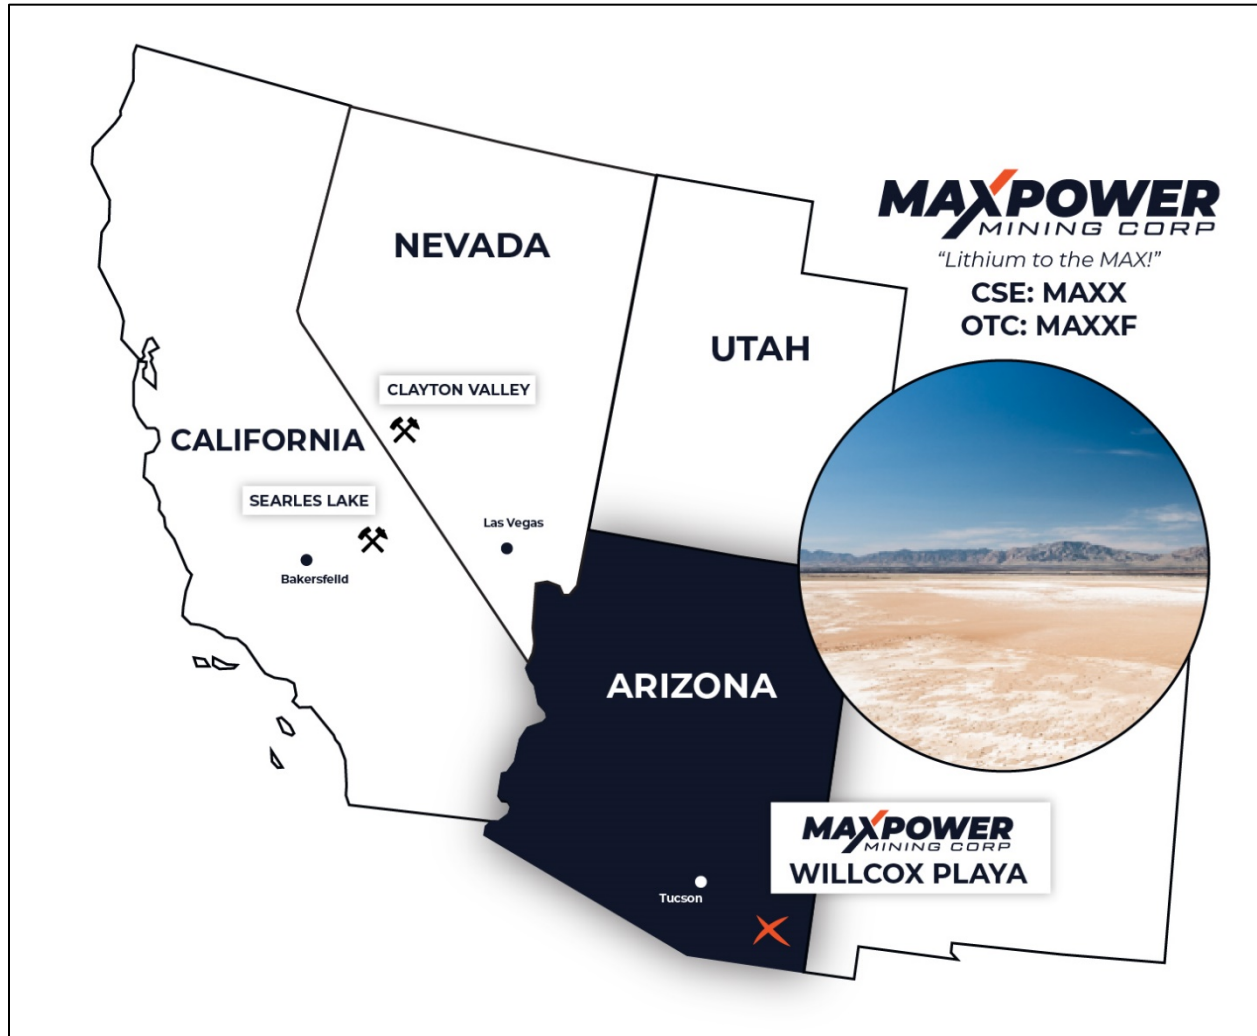 NEVADA
UTAH
CLAYTON VALLEY
CALIFORNIA
SEARLES LAKE
Las Vegas
Bakersfeild
ARIZONA
Tucson
MAXPOWER
MINING CORP
“Lithium to the MAX!”
CSE: MAXX
OTC: MAXXF
MAXPOWER
MINING CORP
WILLCOX PLAYA